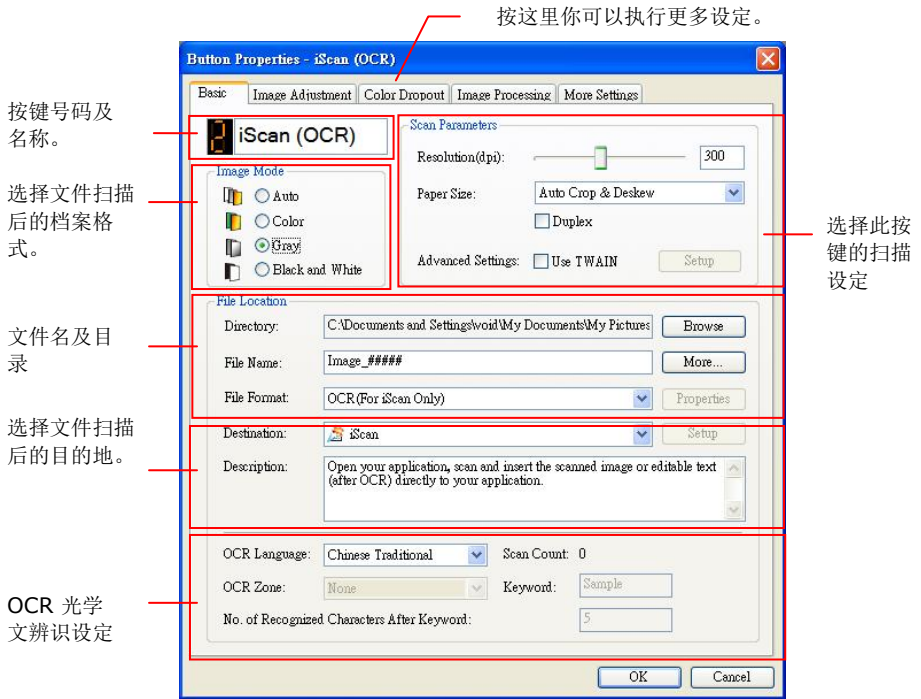 按这里你可以执行更多设定。
Button Properties - iScan (OCR)
Basic Image Adjustment Color Dropout Image Processing More Settings
按键号码及
名称。
2 iScan (OCR)
选择文件扫描
后的档案格
式。
Image Mode
Auto
Color
Gray
Black and White
Scan Parameters
Resolution(dpi): 300
Paper Size: Auto Crop & Deskew
Duplex
Advanced Settings: Use TWAIN Setup
选择此按
键的扫描
设定
文件名及目
录
File Location
Directory: C:\Documents and Settings\void\My Documents\My Pictures Browse
File Name: Image_##### More...
File Format: OCR(For iScan Only) Properties
选择文件扫描
后的目的地。
Destination: iScan Setup
Description: Open your application, scan and insert the scanned image or editable text
(after OCR) directly to your application.
OCR 光学
文辨识设定
OCR Language: Chinese Traditional Scan Count: 0
OCR Zone: None Keyword: Sample
No. of Recognized Characters After Keyword: 5
OK Cancel